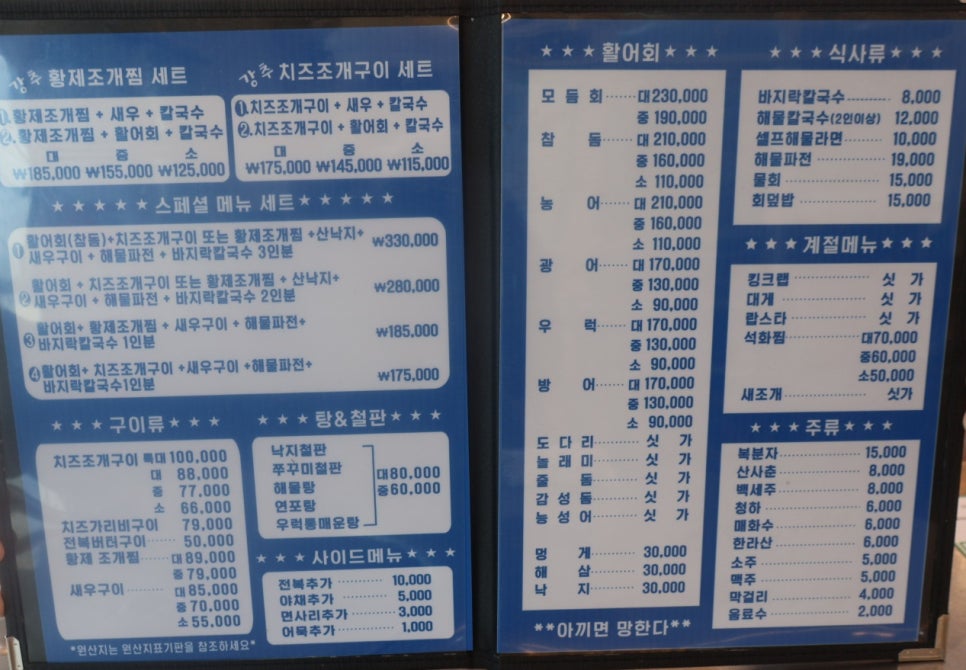 강추 황제조개찜 세트
1. 황제조개찜 + 새우 + 칼국수
2. 황제조개찜 + 활어회 + 칼국수
대 중 소
₩185,000 ₩155,000 ₩125,000
강추 치즈조개구이 세트
1. 치즈조개구이 + 새우 + 칼국수
2. 치즈조개구이 + 활어회 + 칼국수
대 중 소
₩175,000 ₩145,000 ₩115,000
★ ★ ★ ★ ★ 스페셜 메뉴 세트 ★ ★ ★ ★ ★
1 활어회(참돔)+치즈조개구이 또는 황제조개찜 +산낙지+ ₩330,000
새우구이 + 해물파전 + 바지락칼국수 3인분
활어회 + 치즈조개구이 또는 황제조개찜 + 산낙지+ ₩280,000
2 새우구이 + 해물파전 + 바지락칼국수 2인분
활어회+ 황제조개찜 + 새우구이 + 해물파전+ ₩185,000
3 바지락칼국수 1인분
4 활어회+ 치즈조개구이 +새우구이 +해물파전+ ₩175,000
바지락칼국수1인분
★ ★ ★ 구이류 ★ ★ ★
치즈조개구이 특대 100,000
대 88,000
중 77,000
소 66,000
치즈가리비구이 79,000
전복버터구이 50,000
황제 조개찜 대 89,000
중 79,000
새우구이 대 85,000
중 70,000
소 55,000
*원산지는 원산지표기판을 참조하세요*
★ ★ ★ 탕&철판 ★ ★ ★
낙지철판
쭈꾸미철판 대80,000
해물탕 중60,000
연포탕
우럭통매운탕
★ ★ ★ 사이드메뉴 ★ ★ ★
전복추가 10,000
야채추가 5,000
면사리추가 3,000
어묵추가 1,000
★ ★ ★ 활어회 ★ ★ ★
모 듬 회 대230,000
중 190,000
참 돔 대 210,000
중 160,000
소 110,000
농 어 대 210,000
중 160,000
소 110,000
광 어 대 170,000
중 130,000
소 90,000
우 럭 대 170,000
중 130,000
소 90,000
방 어 대 170,000
중 130,000
소 90,000
도 다 리 싯 가
놀 래 미 싯 가
줄 돔 싯 가
감 성 돔 싯 가
농 성 어 싯 가
멍 게 30,000
해 삼 30,000
낙 지 30,000
**아끼면 망한다**
★ ★ ★ 식사류 ★ ★ ★
바지락칼국수 8,000
해물칼국수(2인이상) 12,000
셀프해물라면 10,000
해물파전 19,000
물회 15,000
회덮밥 15,000
★ ★ ★ 계절메뉴 ★ ★ ★
킹크랩 싯 가
대게 싯 가
랍스타 싯 가
석화찜 대70,000
중60,000
소50,000
새조개 싯가
★ ★ ★ 주류 ★ ★ ★
복분자 15,000
산사춘 8,000
백세주 8,000
청하 6,000
매화수 6,000
한라산 6,000
소주 5,000
맥주 5,000
막걸리 4,000
음료수 2,000